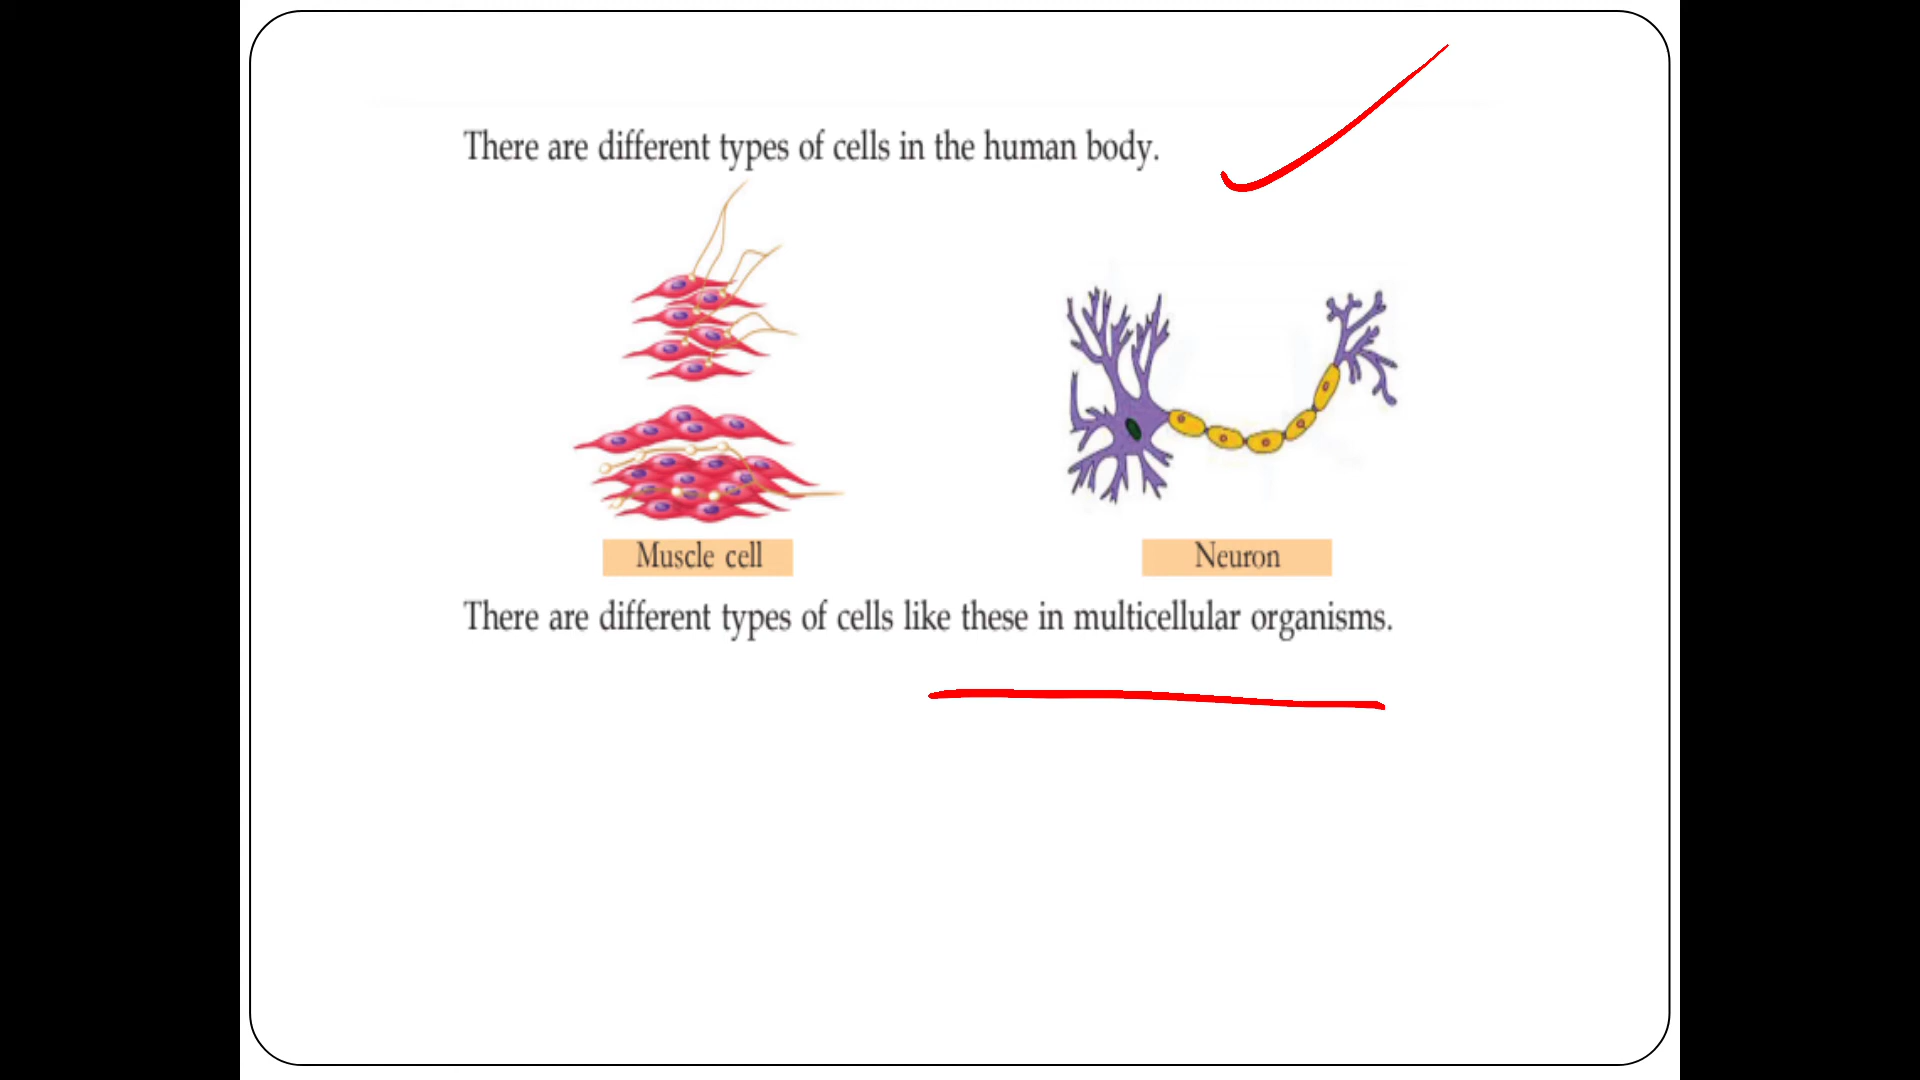 There are different types of cells in the human body.
Muscle cell
Neuron
There are different types of cells like these in multicellular organisms.